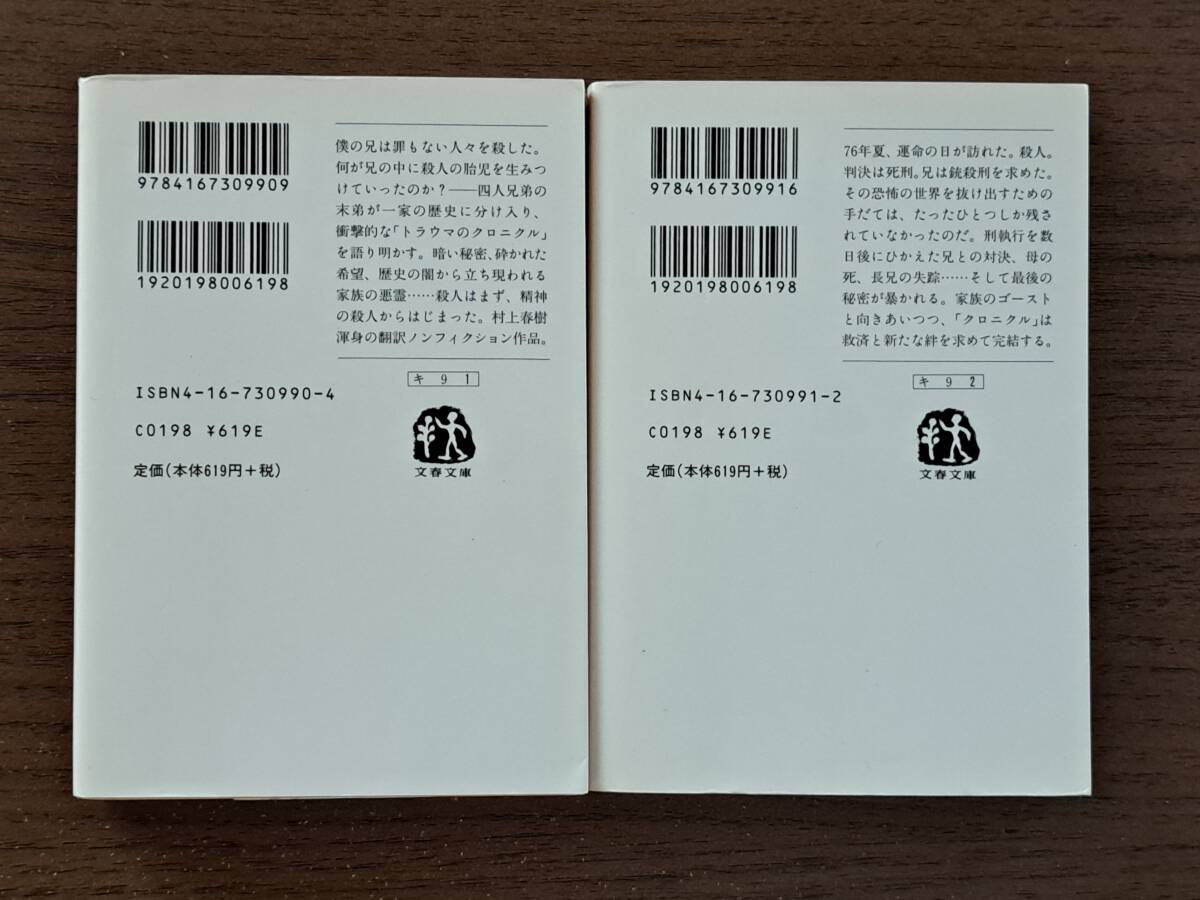 9784167309909
1920198006198
僕の兄は罪もない人々を殺した。
何が兄の中に殺人の胎児を生みつ
けていったのか？──四人兄弟の
末弟が一家の歴史に分け入り、
衝撃的な「トラウマのクロニクル」
を語り明かす。暗い秘密、砕かれた
希望、歴史の闇から立ち現われる
家族の悪霊……殺人はまず、精神
の殺人からはじまった。村上春樹
渾身の翻訳ノンフィクション作品。
キ 9 1
ISBN4-16-730990-4
C0198 ¥619E
定価(本体619円+税)
文春文庫
9784167309916
1920198006198
76年夏、運命の日が訪れた。殺人。
判決は死刑。兄は銃殺刑を求めた。
その恐怖の世界を抜け出すための
手だては、たったひとつしか残さ
れていなかったのだ。刑執行を数
日後にひかえた兄との対決、母の
死、長兄の失踪……そして最後の
秘密が暴かれる。家族のゴースト
と向きあいつつ、「クロニクル」は
救済と新たな絆を求めて完結する。
キ 9 2
ISBN4-16-730991-2
C0198 ¥619E
定価(本体619円+税)
文春文庫